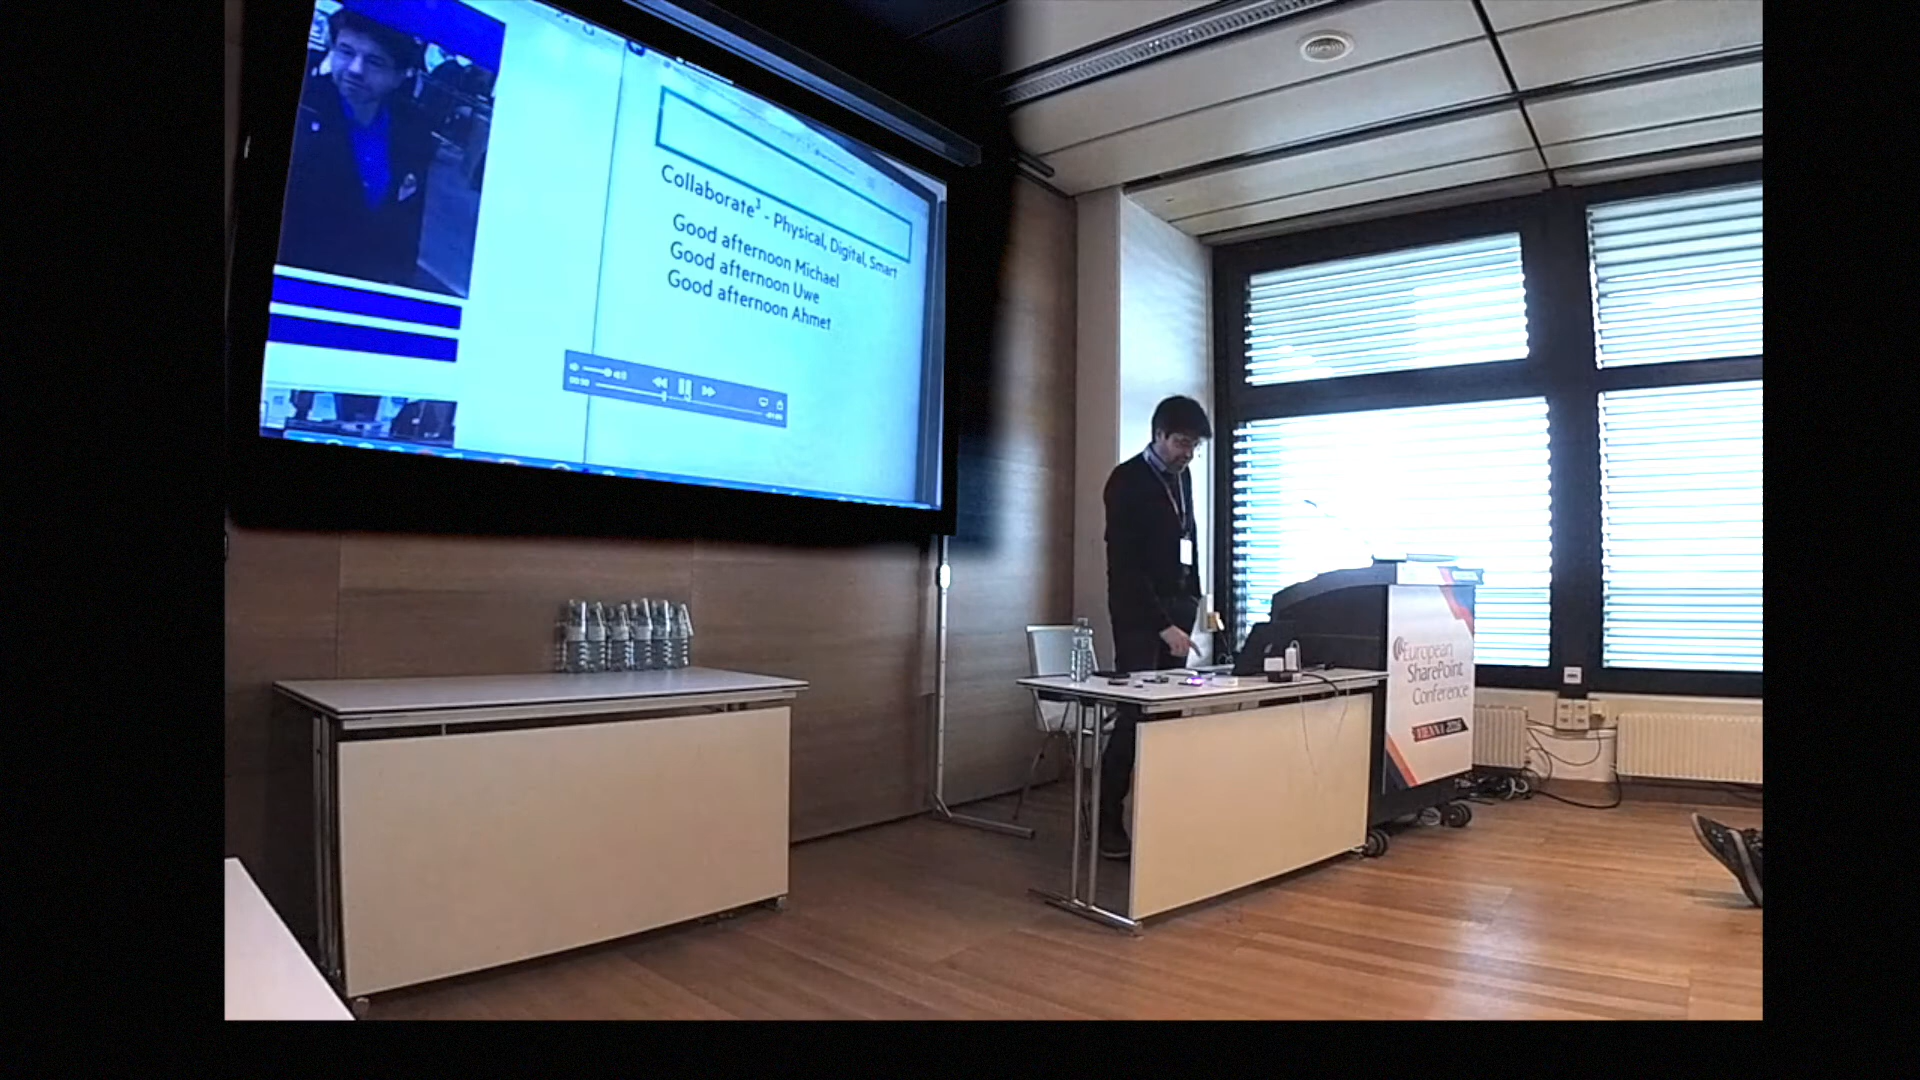 Collaborate³ - Physical, Digital, Smart
Good afternoon Michael
Good afternoon Uwe
Good afternoon Ahmet
European
SharePoint
Conference